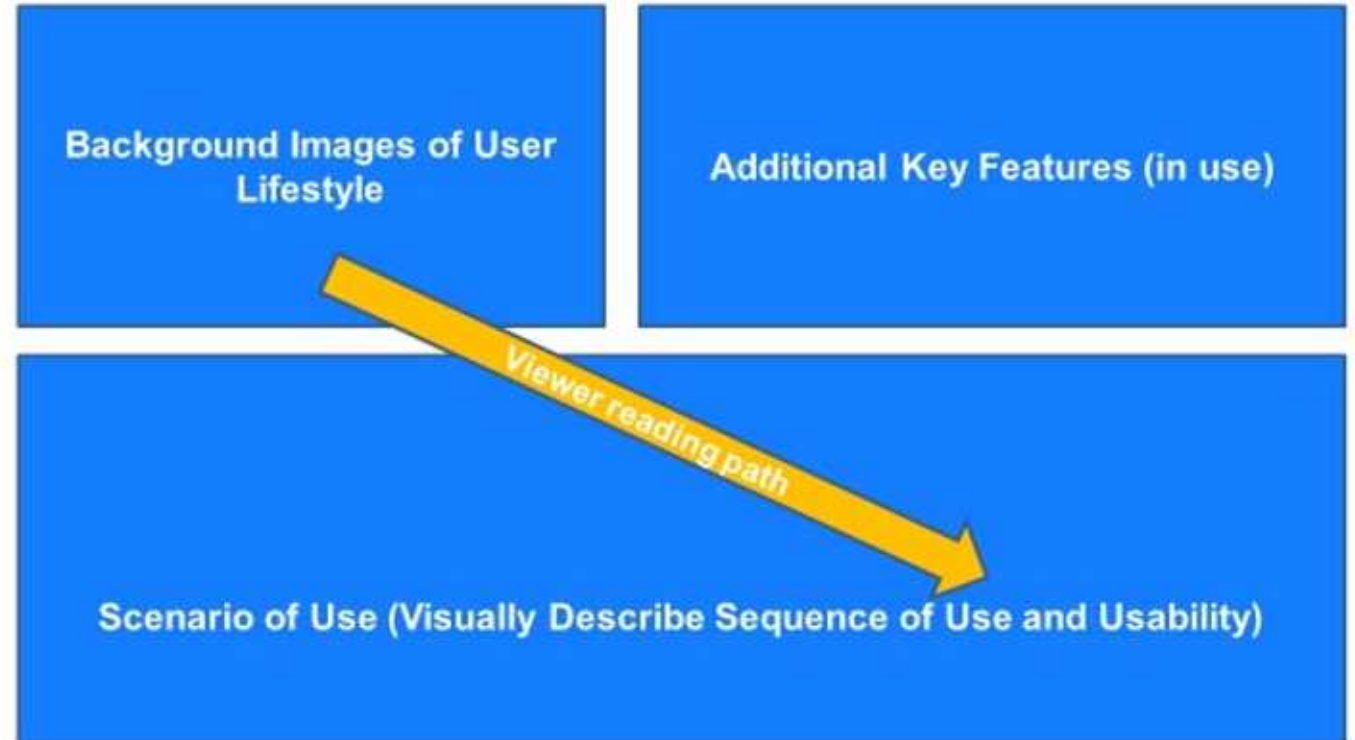 Background Images of User
Lifestyle
Additional Key Features (in use)
Viewer reading path
Scenario of Use (Visually Describe Sequence of Use and Usability)